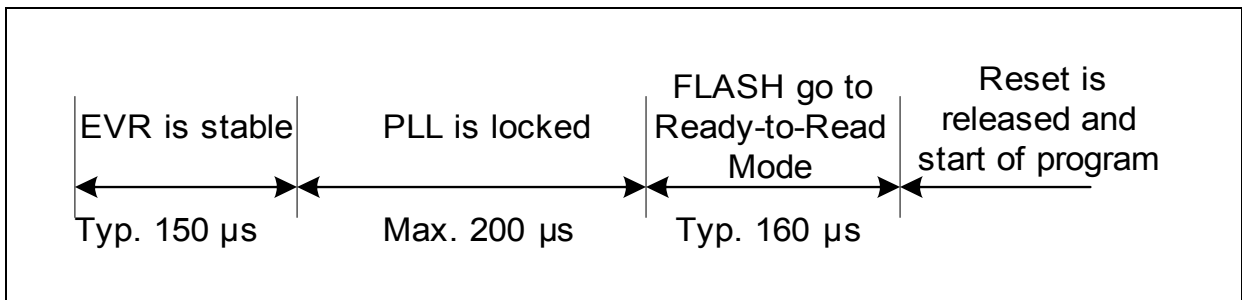 EVR is stable
Typ. 150 µs
PLL is locked
Max. 200 µs
FLASH go to
Ready-to-Read
Mode
Typ. 160 µs
Reset is
released and
start of program